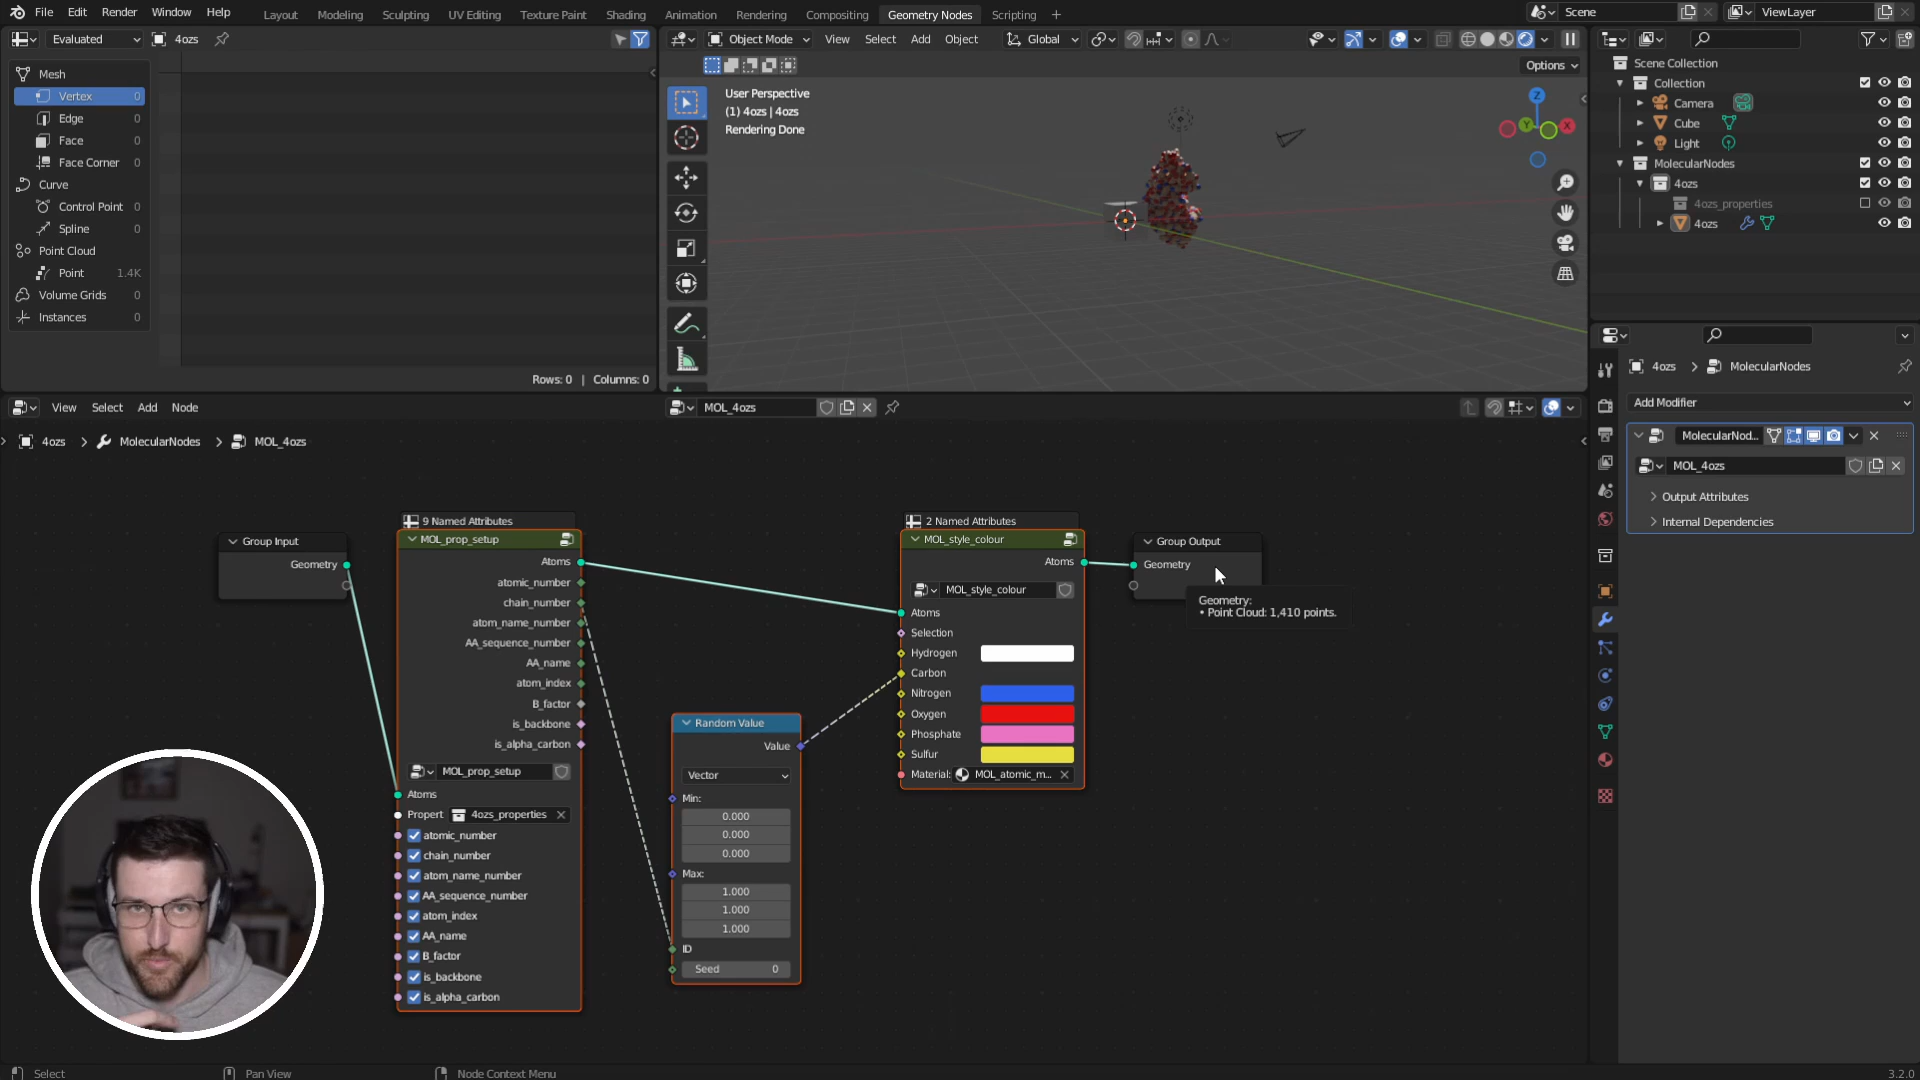 File Edit Render Window Help
Layout Modeling Sculpting UV Editing Texture Paint Shading Animation Rendering Compositing Geometry Nodes Scripting +
Scene
ViewLayer
Evaluated
4ozs
Object Mode View Select Add Object
Global
Options
Mesh
Vertex 0
Edge 0
Face 0
Face Corner 0
Curve
Control Point 0
Spline 0
Point Cloud
Point 1.4K
Volume Grids 0
Instances 0
Rows: 0 | Columns: 0
User Perspective
(1) 4ozs | 4ozs
Rendering Done
Z
Y
X
Scene Collection
Collection
Camera
Cube
Light
MolecularNodes
4ozs
4ozs_properties
4ozs
4ozs > MolecularNodes
Add Modifier
MolecularNod...
MOL_4ozs
Output Attributes
Internal Dependencies
View Select Add Node
MOL_4ozs
4ozs > MolecularNodes > MOL_4ozs
Group Input
Geometry
9 Named Attributes
MOL_prop_setup
Atoms
atomic_number
chain_number
atom_name_number
AA_sequence_number
AA_name
atom_index
B_factor
is_backbone
is_alpha_carbon
MOL_prop_setup
Atoms
Propert 4ozs_properties
atomic_number
chain_number
atom_name_number
AA_sequence_number
atom_index
AA_name
B_factor
is_backbone
is_alpha_carbon
Random Value
Value
Vector
Min:
0.000
0.000
0.000
Max:
1.000
1.000
1.000
ID
Seed 0
2 Named Attributes
MOL_style_colour
Atoms
MOL_style_colour
Atoms
Selection
Hydrogen
Carbon
Nitrogen
Oxygen
Phosphate
Sulfur
Material: MOL_atomic_m...
Group Output
Geometry
Geometry:
• Point Cloud: 1,410 points.
Select Pan View Node Context Menu
3.2.0